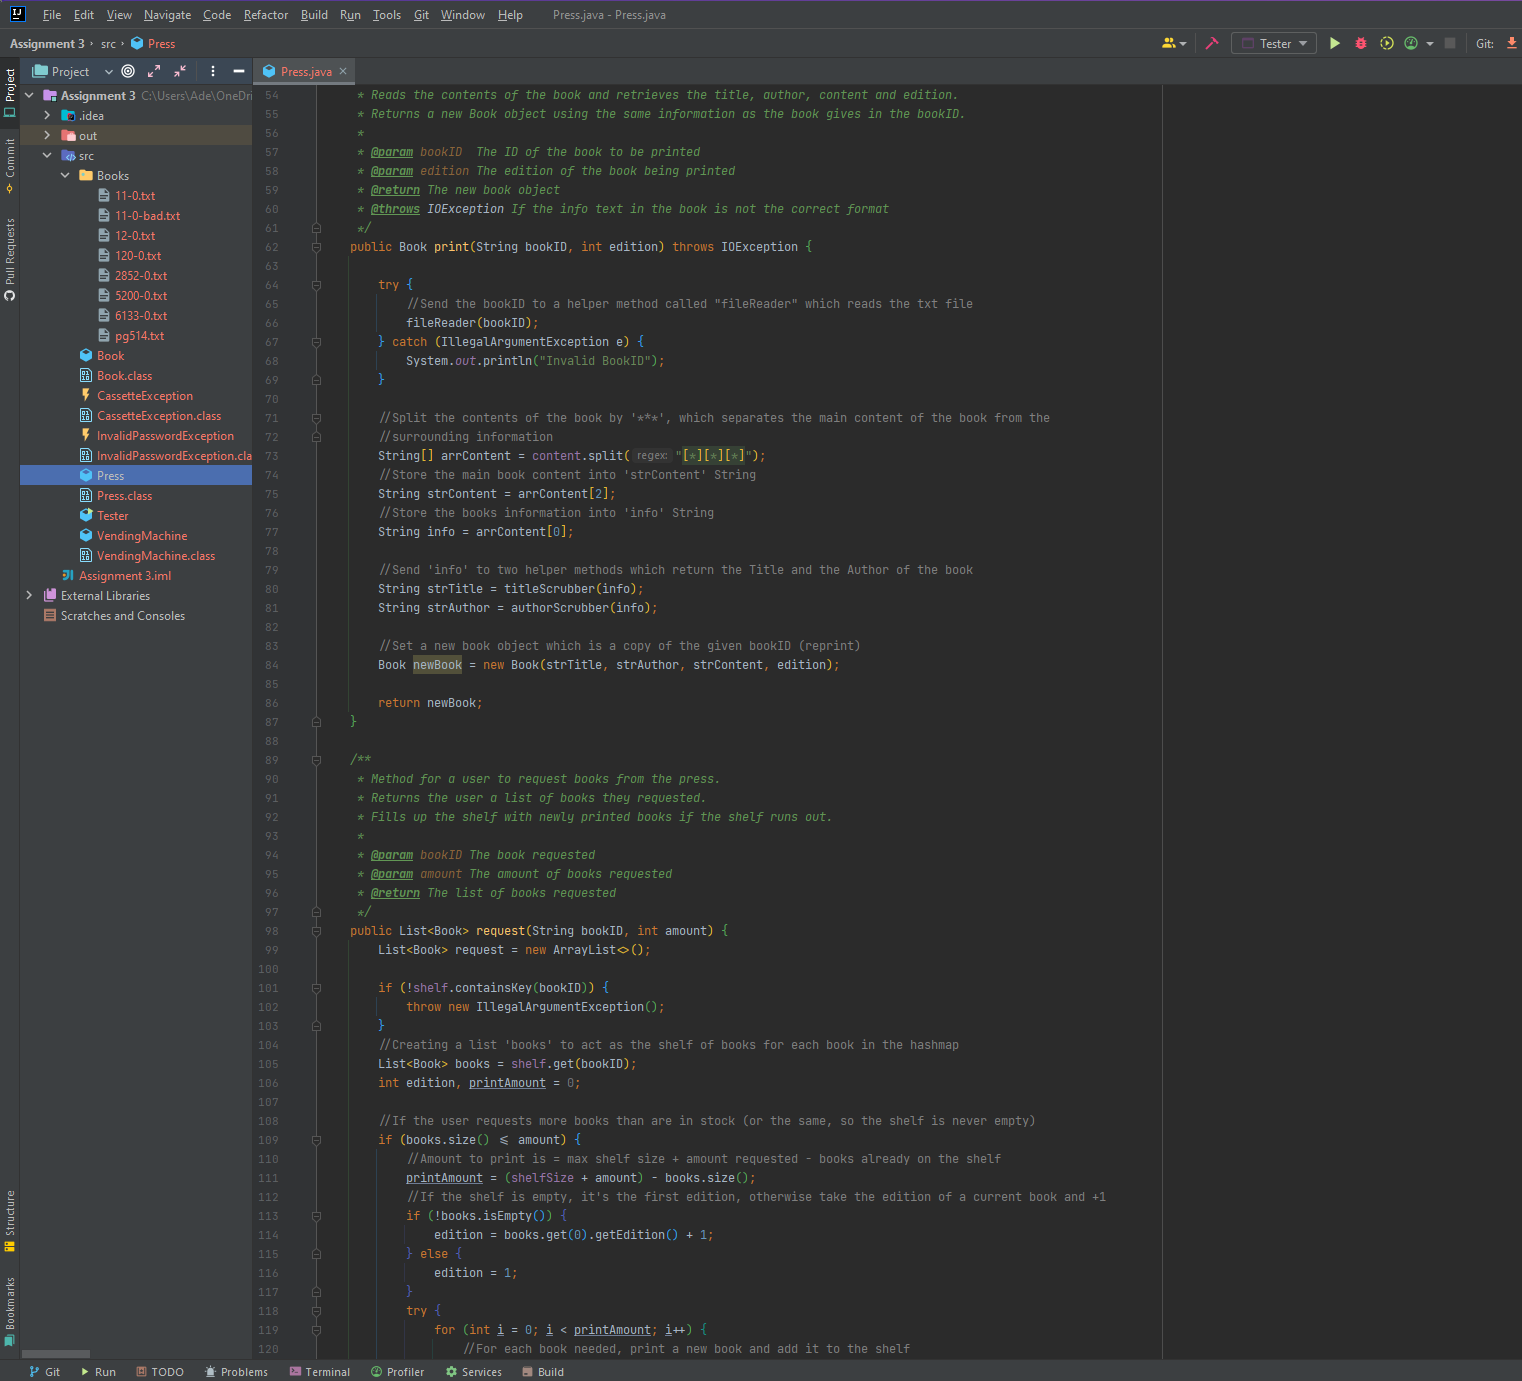 File Edit View Navigate Code Refactor Build Run Tools Git Window Help Press.java - Press.java
Assignment 3 › src › Press Tester Git:
Project Press.java
Project
Commit
Pull Requests
Structure
Bookmarks
Assignment 3 C:\Users\Ade\OneDri
.idea
out
src
Books
11-0.txt
11-0-bad.txt
12-0.txt
120-0.txt
2852-0.txt
5200-0.txt
6133-0.txt
pg514.txt
Book
Book.class
CassetteException
CassetteException.class
InvalidPasswordException
InvalidPasswordException.cla
Press
Press.class
Tester
VendingMachine
VendingMachine.class
Assignment 3.iml
External Libraries
Scratches and Consoles
54 * Reads the contents of the book and retrieves the title, author, content and edition.
55 * Returns a new Book object using the same information as the book gives in the bookID.
56 *
57 * @param bookID  The ID of the book to be printed
58 * @param edition The edition of the book being printed
59 * @return The new book object
60 * @throws IOException If the info text in the book is not the correct format
61 */
62 public Book print(String bookID, int edition) throws IOException {
63
64 try {
65 //Send the bookID to a helper method called "fileReader" which reads the txt file
66 fileReader(bookID);
67 } catch (IllegalArgumentException e) {
68 System.out.println("Invalid BookID");
69 }
70
71 //Split the contents of the book by '***', which separates the main content of the book from the
72 //surrounding information
73 String[] arrContent = content.split( regex: "[*][*][*]");
74 //Store the main book content into 'strContent' String
75 String strContent = arrContent[2];
76 //Store the books information into 'info' String
77 String info = arrContent[0];
78
79 //Send 'info' to two helper methods which return the Title and the Author of the book
80 String strTitle = titleScrubber(info);
81 String strAuthor = authorScrubber(info);
82
83 //Set a new book object which is a copy of the given bookID (reprint)
84 Book newBook = new Book(strTitle, strAuthor, strContent, edition);
85
86 return newBook;
87 }
88
89 /**
90 * Method for a user to request books from the press.
91 * Returns the user a list of books they requested.
92 * Fills up the shelf with newly printed books if the shelf runs out.
93 *
94 * @param bookID The book requested
95 * @param amount The amount of books requested
96 * @return The list of books requested
97 */
98 public List<Book> request(String bookID, int amount) {
99 List<Book> request = new ArrayList<>();
100
101 if (!shelf.containsKey(bookID)) {
102 throw new IllegalArgumentException();
103 }
104 //Creating a list 'books' to act as the shelf of books for each book in the hashmap
105 List<Book> books = shelf.get(bookID);
106 int edition, printAmount = 0;
107
108 //If the user requests more books than are in stock (or the same, so the shelf is never empty)
109 if (books.size() <= amount) {
110 //Amount to print is = max shelf size + amount requested - books already on the shelf
111 printAmount = (shelfSize + amount) - books.size();
112 //If the shelf is empty, it's the first edition, otherwise take the edition of a current book and +1
113 if (!books.isEmpty()) {
114 edition = books.get(0).getEdition() + 1;
115 } else {
116 edition = 1;
117 }
118 try {
119 for (int i = 0; i < printAmount; i++) {
120 //For each book needed, print a new book and add it to the shelf
Git Run TODO Problems Terminal Profiler Services Build